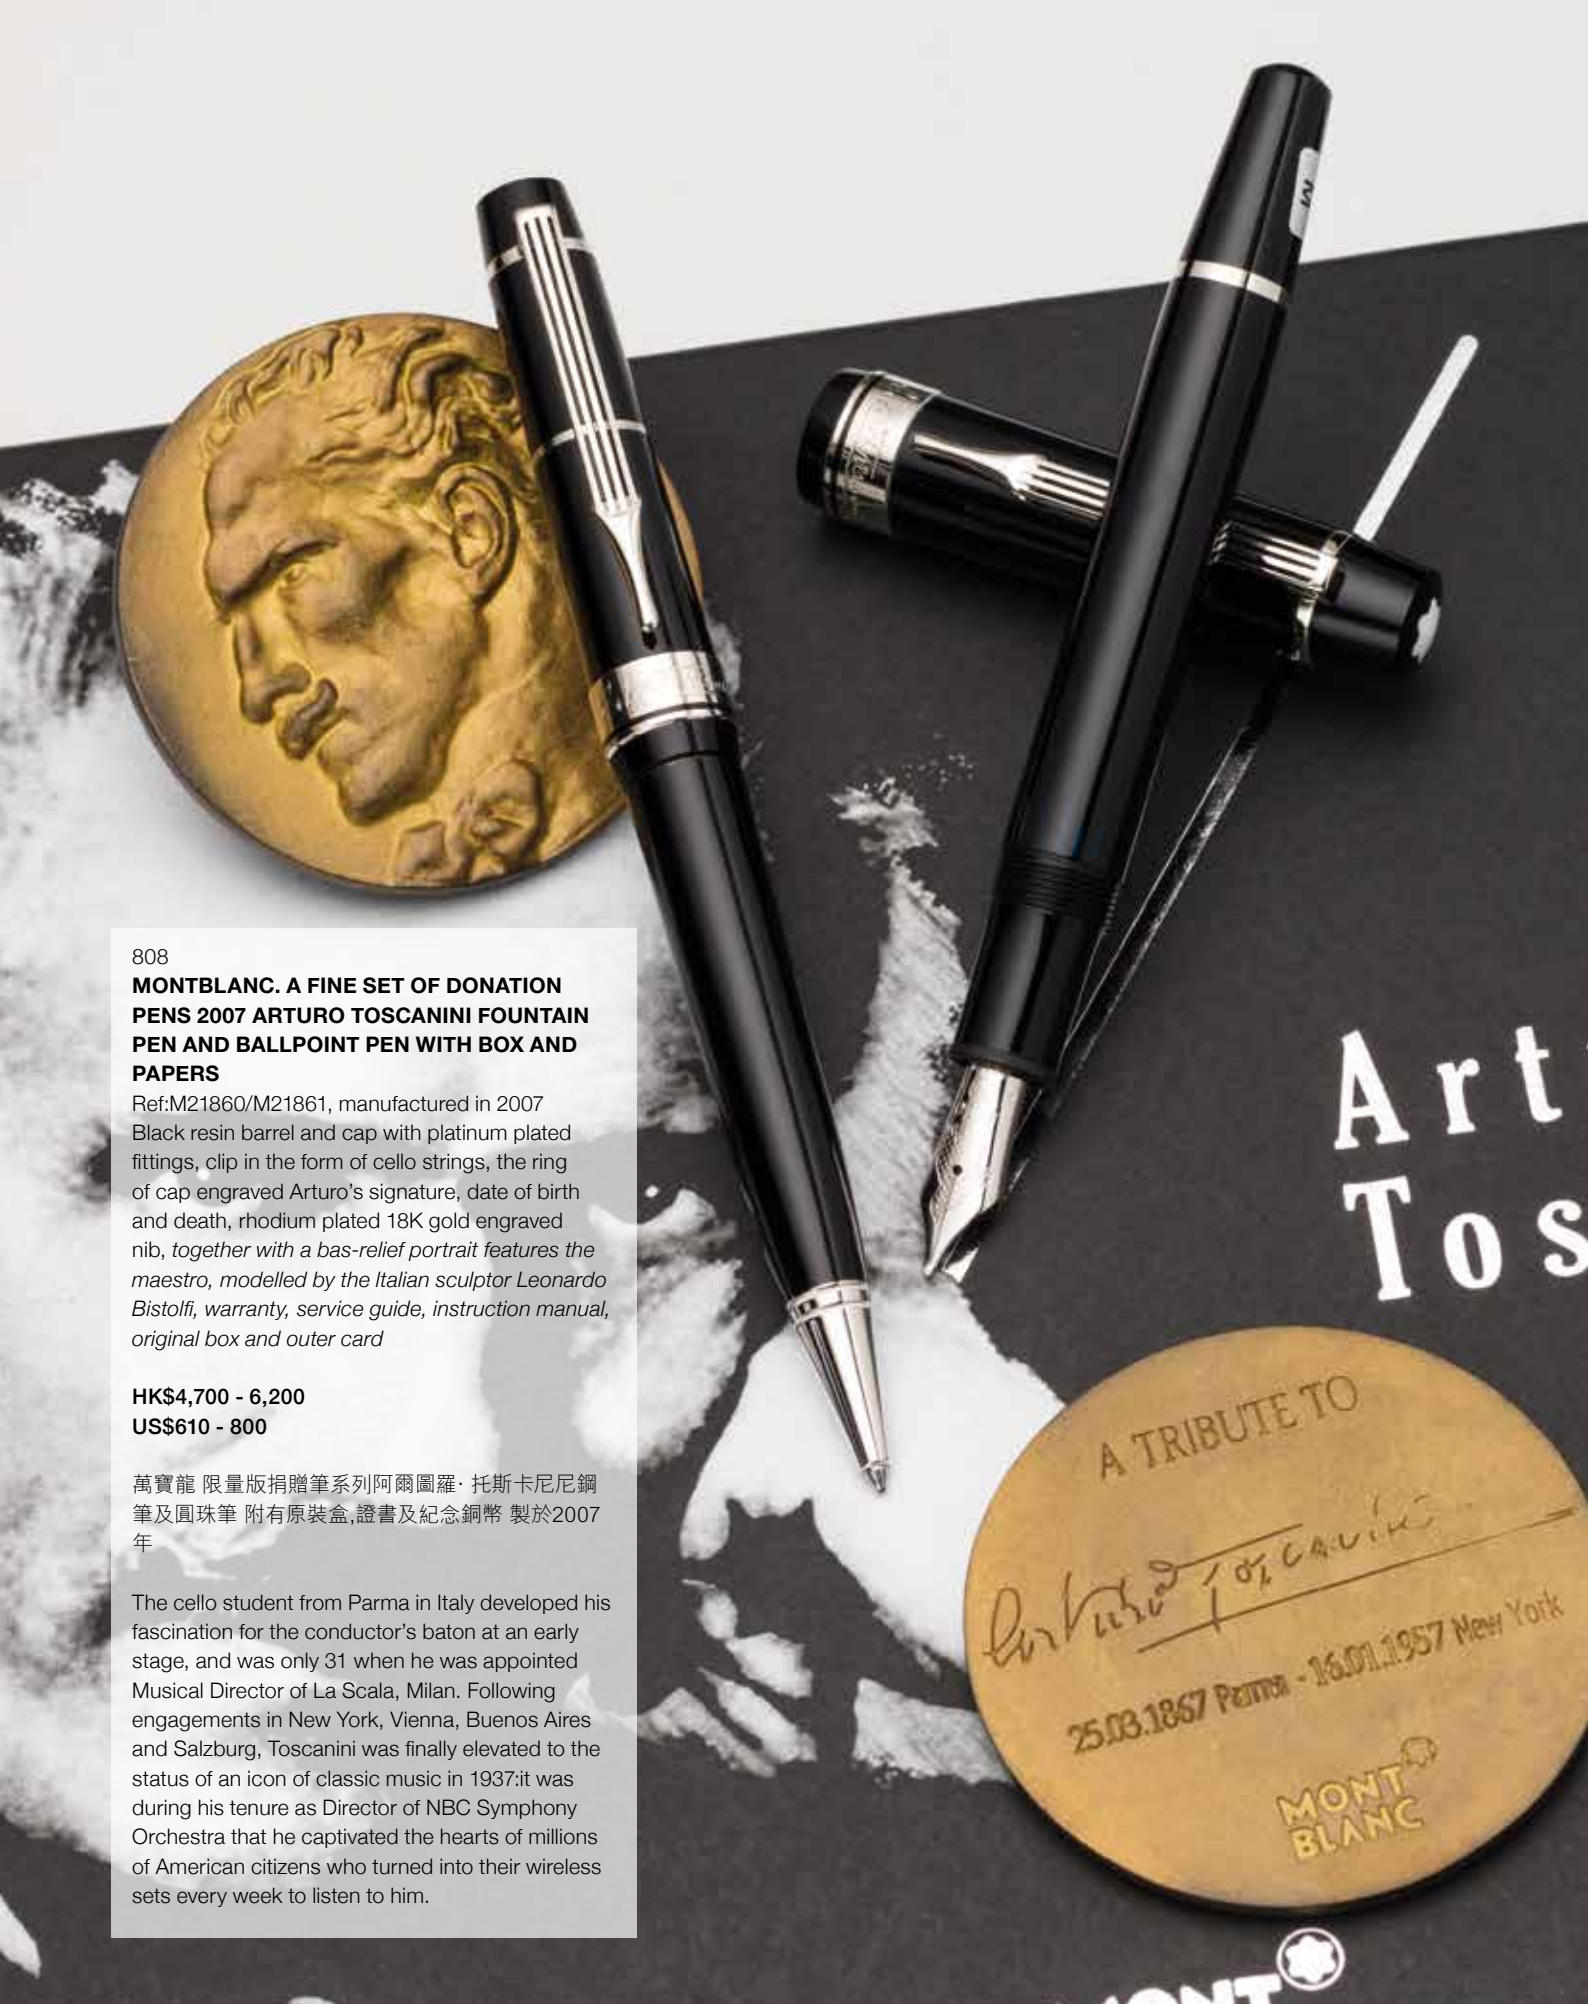 808
MONTBLANC. A FINE SET OF DONATION
PENS 2007 ARTURO TOSCANINI FOUNTAIN
PEN AND BALLPOINT PEN WITH BOX AND
PAPERS
Ref:M21860/M21861, manufactured in 2007
Black resin barrel and cap with platinum plated
fittings, clip in the form of cello strings, the ring
of cap engraved Arturo’s signature, date of birth
and death, rhodium plated 18K gold engraved
nib, together with a bas-relief portrait features the
maestro, modelled by the Italian sculptor Leonardo
Bistolfi, warranty, service guide, instruction manual,
original box and outer card
HK$4,700 - 6,200
US$610 - 800
萬寶龍 限量版捐贈筆系列阿爾圖羅· 托斯卡尼尼鋼
筆及圓珠筆 附有原裝盒,證書及紀念銅幣 製於2007
年
The cello student from Parma in Italy developed his
fascination for the conductor’s baton at an early
stage, and was only 31 when he was appointed
Musical Director of La Scala, Milan. Following
engagements in New York, Vienna, Buenos Aires
and Salzburg, Toscanini was finally elevated to the
status of an icon of classic music in 1937:it was
during his tenure as Director of NBC Symphony
Orchestra that he captivated the hearts of millions
of American citizens who turned into their wireless
sets every week to listen to him.
M
Art
Tos
A TRIBUTE TO
Arturo Toscanini
25.03.1867 Parma - 16.01.1957 New York
MONT
BLANC
MONT